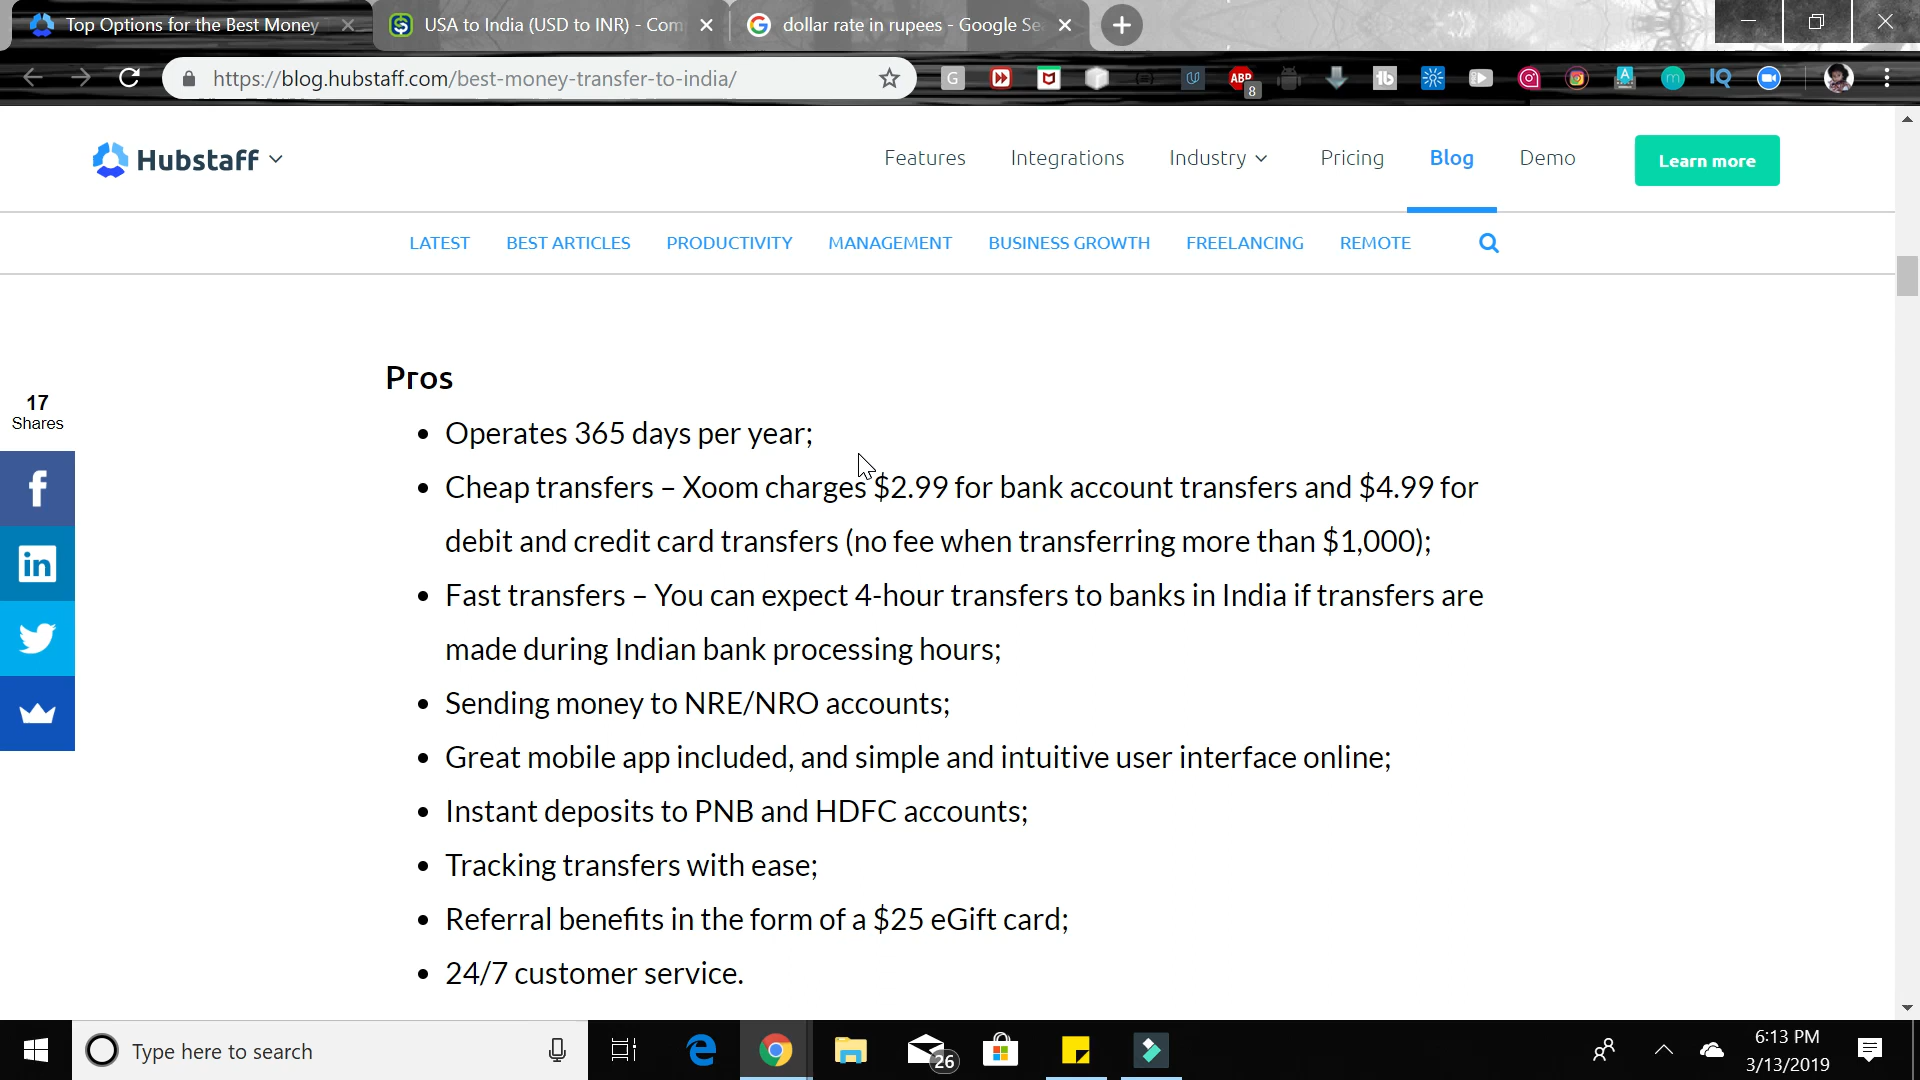 Top Options for the Best Money
USA to India (USD to INR) - Com
dollar rate in rupees - Google Se
https://blog.hubstaff.com/best-money-transfer-to-india/
G
ABP
8
A
m
IQ
Hubstaff
Features
Integrations
Industry
Pricing
Blog
Demo
Learn more
LATEST
BEST ARTICLES
PRODUCTIVITY
MANAGEMENT
BUSINESS GROWTH
FREELANCING
REMOTE
17
Shares
Pros
• Operates 365 days per year;
• Cheap transfers – Xoom charges $2.99 for bank account transfers and $4.99 for
debit and credit card transfers (no fee when transferring more than $1,000);
• Fast transfers – You can expect 4-hour transfers to banks in India if transfers are
made during Indian bank processing hours;
• Sending money to NRE/NRO accounts;
• Great mobile app included, and simple and intuitive user interface online;
• Instant deposits to PNB and HDFC accounts;
• Tracking transfers with ease;
• Referral benefits in the form of a $25 eGift card;
• 24/7 customer service.
Type here to search
26
6:13 PM
3/13/2019